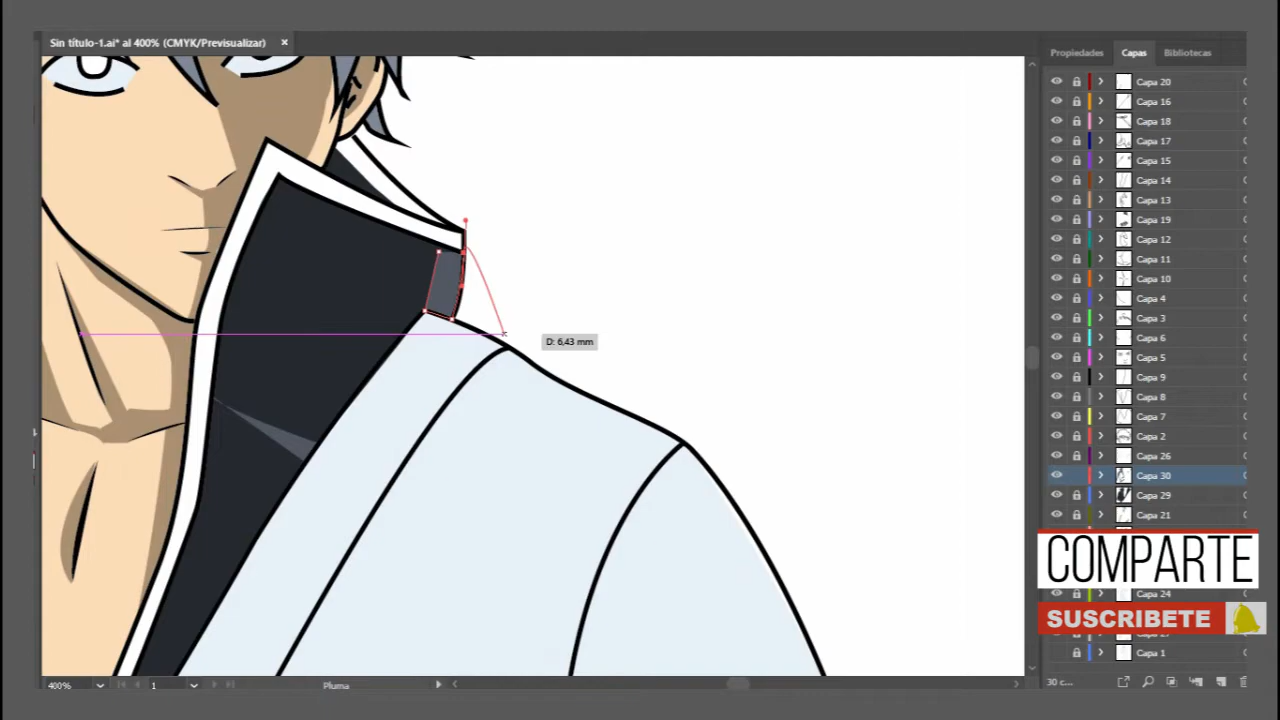 Sin título-1.ai* al 400% (CMYK/Previsualizar) ×
Propiedades Capas Bibliotecas
Capa 20
Capa 16
Capa 18
Capa 17
Capa 15
Capa 14
Capa 13
Capa 19
Capa 12
Capa 11
Capa 10
Capa 4
Capa 3
Capa 6
Capa 5
Capa 9
Capa 8
Capa 7
Capa 2
Capa 26
Capa 30
Capa 29
Capa 21
D: 6,43 mm
COMPARTE
Capa 24
SUSCRIBETE
Capa 1
400% 1 Pluma
30 c...